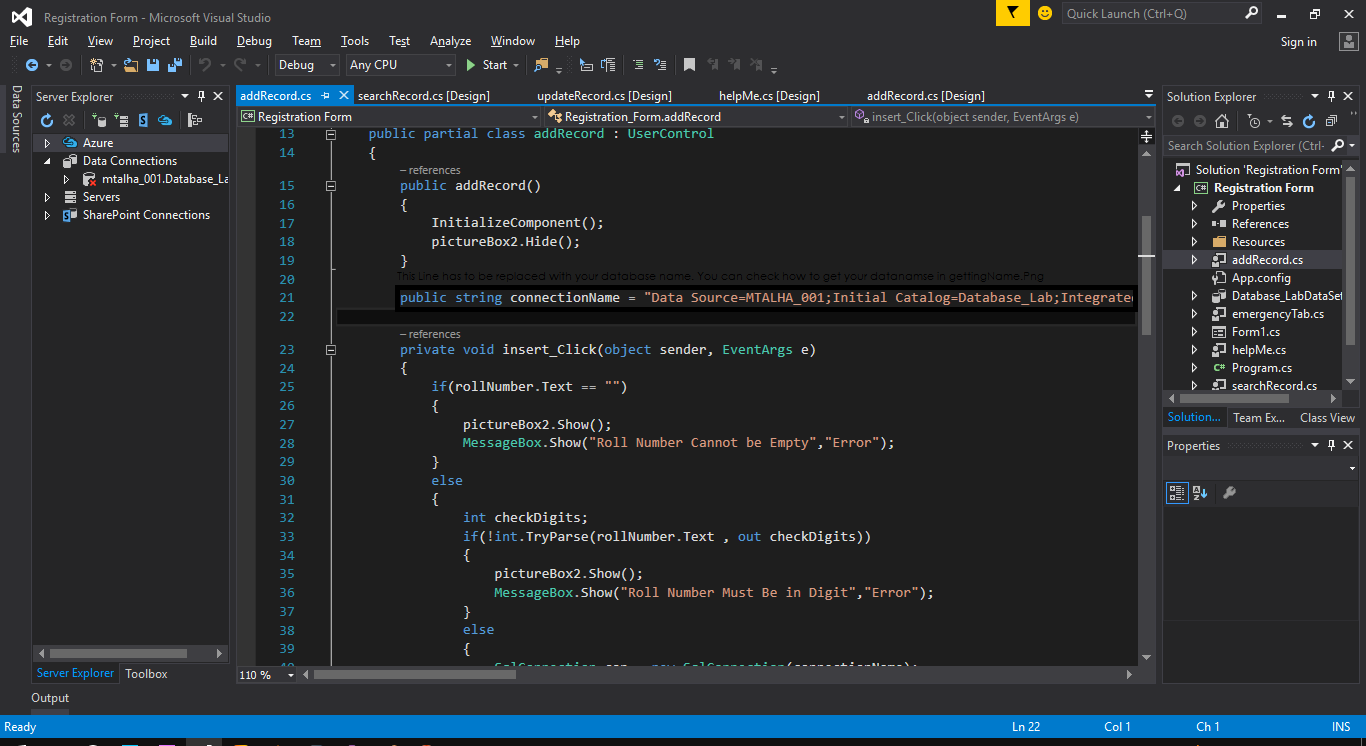 Registration Form - Microsoft Visual Studio
Quick Launch (Ctrl+Q)
File Edit View Project Build Debug Team Tools Test Analyze Window Help
Sign in
Debug Any CPU Start
Data Sources
Server Explorer
Azure
Data Connections
mtalha_001.Database_La
Servers
SharePoint Connections
Server Explorer Toolbox
Output
addRecord.cs searchRecord.cs [Design] updateRecord.cs [Design] helpMe.cs [Design] addRecord.cs [Design]
C# Registration Form Registration_Form.addRecord insert_Click(object sender, EventArgs e)
13 public partial class addRecord : UserControl
14 {
– references
15 public addRecord()
16 {
17 InitializeComponent();
18 pictureBox2.Hide();
19 }
This Line has to be replaced with your database name. You can check how to get your datanamse in gettingName.Png
20
21 public string connectionName = "Data Source=MTALHA_001;Initial Catalog=Database_Lab;Integrated
22
– references
23 private void insert_Click(object sender, EventArgs e)
24 {
25 if(rollNumber.Text == "")
26 {
27 pictureBox2.Show();
28 MessageBox.Show("Roll Number Cannot be Empty","Error");
29 }
30 else
31 {
32 int checkDigits;
33 if(!int.TryParse(rollNumber.Text , out checkDigits))
34 {
35 pictureBox2.Show();
36 MessageBox.Show("Roll Number Must Be in Digit","Error");
37 }
38 else
39 {
110 %
Solution Explorer
Search Solution Explorer (Ctrl-
Solution 'Registration Form'
C# Registration Form
Properties
References
Resources
addRecord.cs
App.config
Database_LabDataSet
emergencyTab.cs
Form1.cs
helpMe.cs
C# Program.cs
searchRecord.cs
Solution... Team Ex... Class View
Properties
Ready Ln 22 Col 1 Ch 1 INS